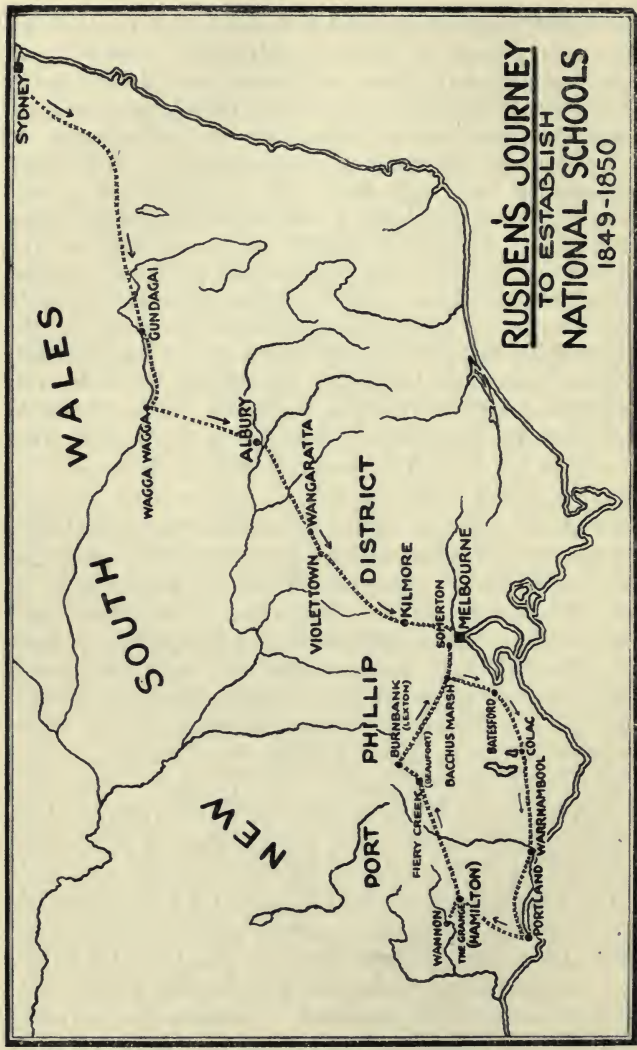 RUSDEN'S JOURNEY
TO ESTABLISH
NATIONAL SCHOOLS
1849-1850
NEW
SOUTH
WALES
SYDNEY
GUNDAGAI
WAGGA WAGGA
ALBURY
WANGARATTA
VIOLET TOWN
PORT
PHILLIP
DISTRICT
KILMORE
SOMERTON
MELBOURNE
BURNBANK
(LEXTON)
BACCHUS MARSH
FIERY CREEK
(BEAUFORT)
BATESFORD
COLAC
WARRNAMBOOL
PORTLAND
WANNON
THE GRANGE
(HAMILTON)